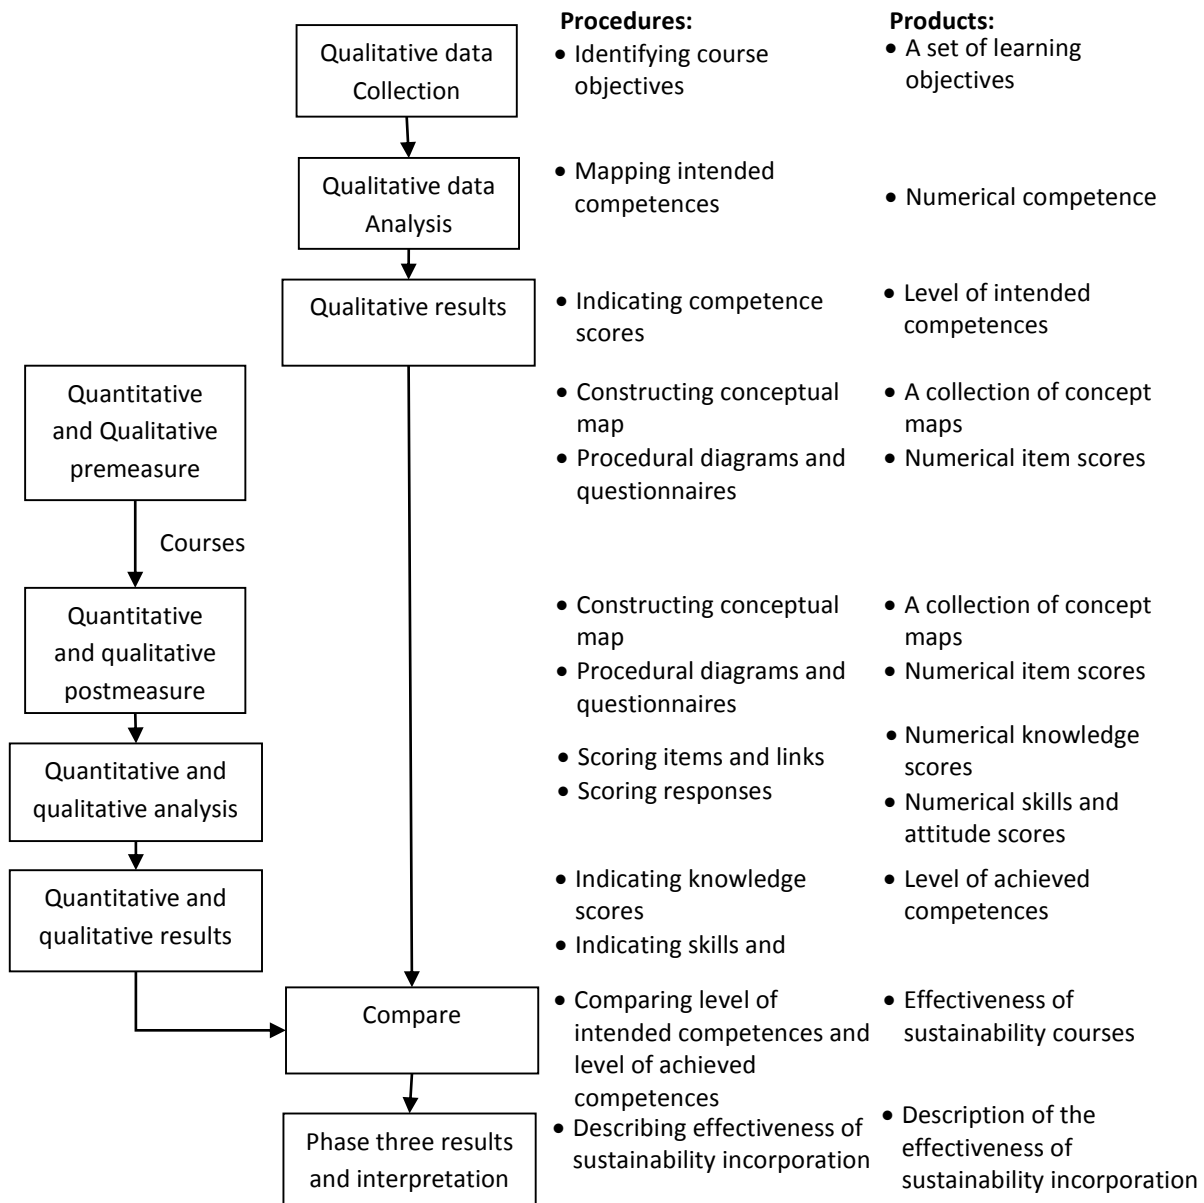 Procedures:
Products:
Qualitative data
Collection
• Identifying course
objectives
• A set of learning
objectives
Qualitative data
Analysis
• Mapping intended
competences
• Numerical competence
Qualitative results
• Indicating competence
scores
• Level of intended
competences
Quantitative
and Qualitative
premeasure
• Constructing conceptual
map
• Procedural diagrams and
questionnaires
• A collection of concept
maps
• Numerical item scores
Courses
Quantitative
and qualitative
postmeasure
• Constructing conceptual
map
• Procedural diagrams and
questionnaires
• A collection of concept
maps
• Numerical item scores
Quantitative and
qualitative analysis
• Scoring items and links
• Scoring responses
• Numerical knowledge
scores
• Numerical skills and
attitude scores
Quantitative and
qualitative results
• Indicating knowledge
scores
• Indicating skills and
• Level of achieved
competences
Compare
• Comparing level of
intended competences and
level of achieved
competences
• Effectiveness of
sustainability courses
Phase three results
and interpretation
• Describing effectiveness of
sustainability incorporation
• Description of the
effectiveness of
sustainability incorporation